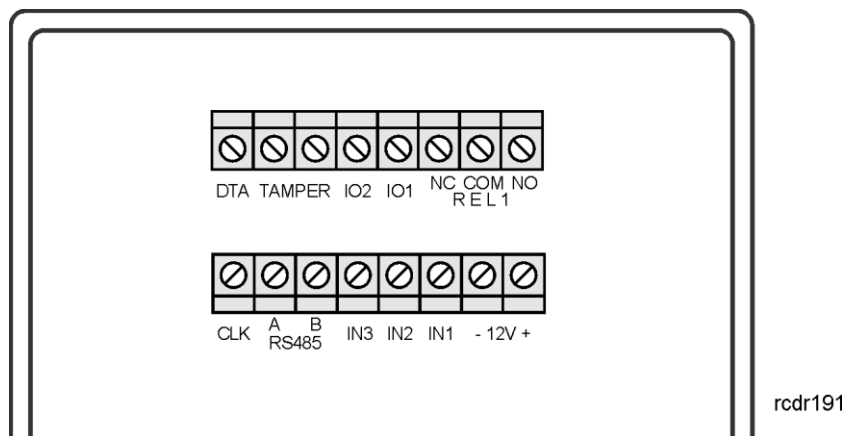 DTA TAMPER IO2 IO1 NC COM NO
REL1
CLK A B IN3 IN2 IN1 - 12V +
RS485
rcdr191